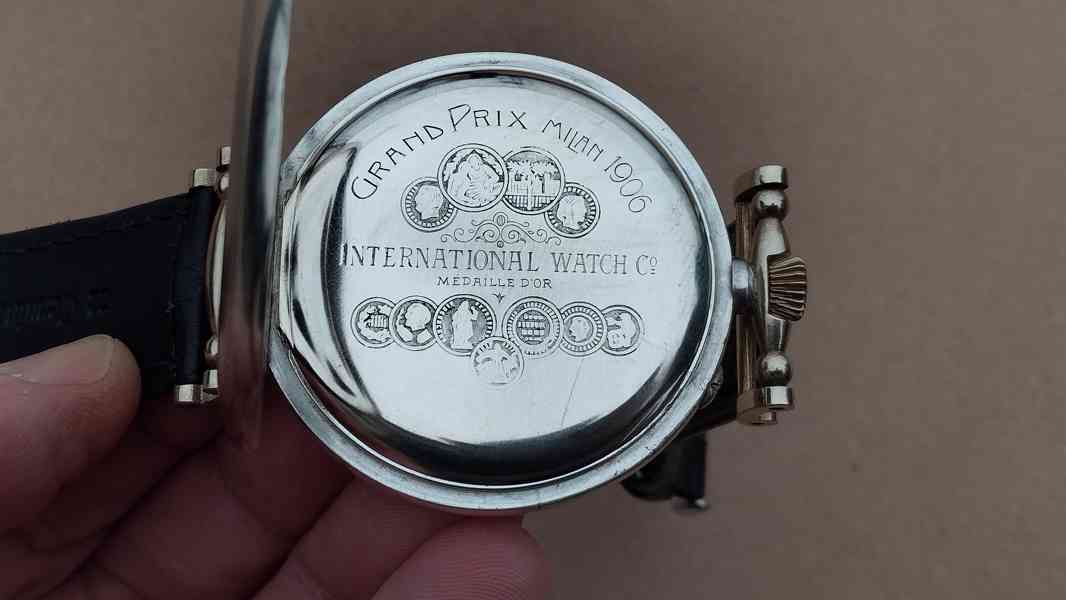 GRAND PRIX MILAN 1906
INTERNATIONAL WATCH Cº
MÉDAILLE D'OR